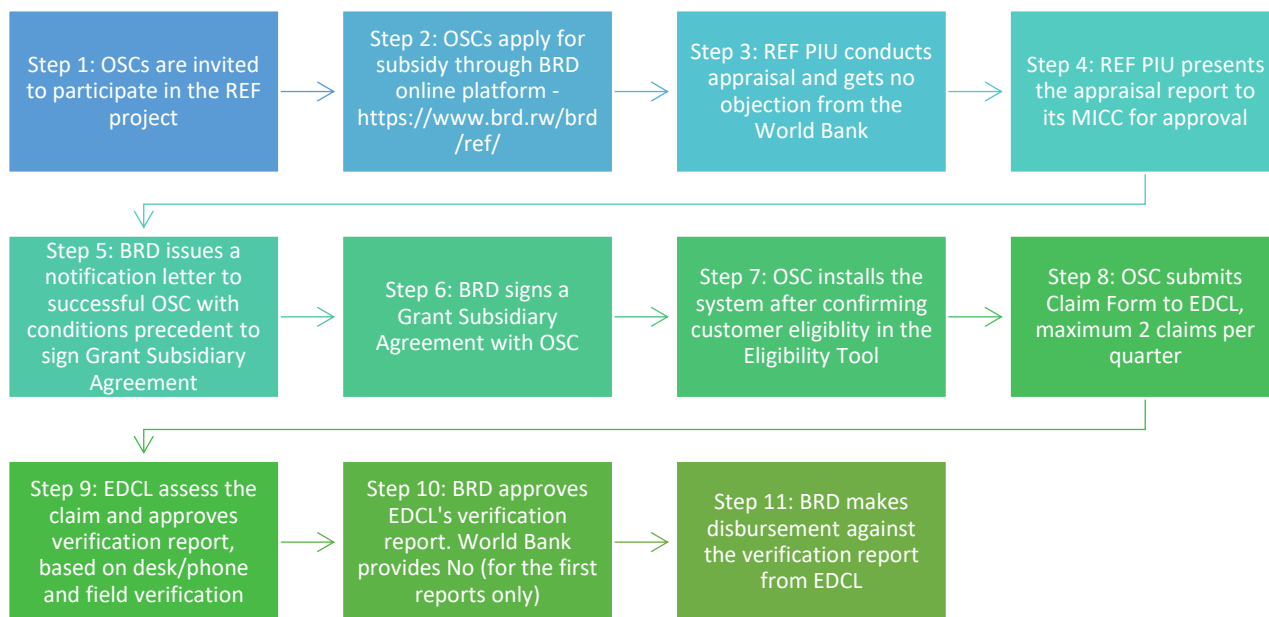 Step 1: OSCs are invited
to participate in the REF
project
Step 2: OSCs apply for
subsidy through BRD
online platform -
https://www.brd.rw/brd
/ref/
Step 3: REF PIU conducts
appraisal and gets no
objection from the
World Bank
Step 4: REF PIU presents
the appraisal report to
its MICC for approval
Step 5: BRD issues a
notification letter to
successful OSC with
conditions precedent to
sign Grant Subsidiary
Agreement
Step 6: BRD signs a
Grant Subsidiary
Agreement with OSC
Step 7: OSC installs the
system after confirming
customer eligiblity in the
Eligibility Tool
Step 8: OSC submits
Claim Form to EDCL,
maximum 2 claims per
quarter
Step 9: EDCL assess the
claim and approves
verification report,
based on desk/phone
and field verification
Step 10: BRD approves
EDCL's verification
report. World Bank
provides No (for the first
reports only)
Step 11: BRD makes
disbursement against
the verification report
from EDCL